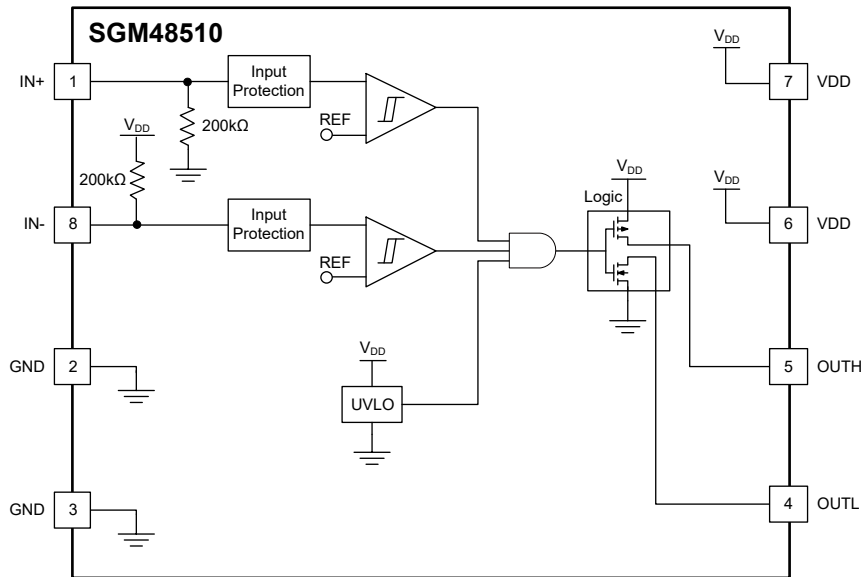 SGM48510
IN+
1
Input
Protection
REF
200kΩ
VDD
200kΩ
IN-
8
Input
Protection
REF
VDD
7
VDD
VDD
6
VDD
VDD
Logic
GND
2
VDD
UVLO
5
OUTH
GND
3
4
OUTL